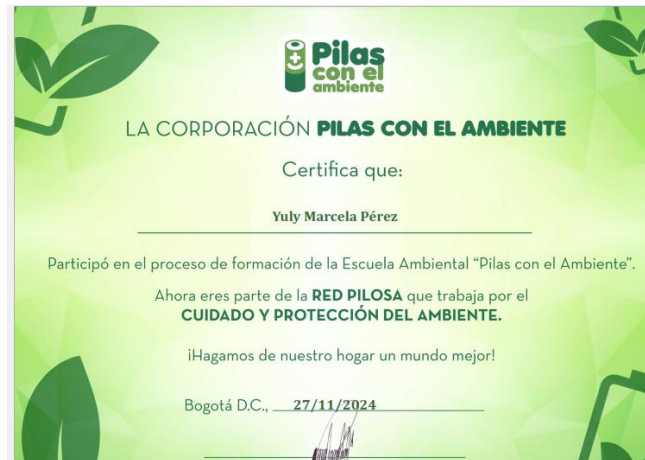 Pilas
con el
ambiente
LA CORPORACIÓN PILAS CON EL AMBIENTE
Certifica que:
Yuly Marcela Pérez
Participó en el proceso de formación de la Escuela Ambiental “Pilas con el Ambiente”.
Ahora eres parte de la RED PILOSA que trabaja por el
CUIDADO Y PROTECCIÓN DEL AMBIENTE.
¡Hagamos de nuestro hogar un mundo mejor!
Bogotá D.C., 27/11/2024